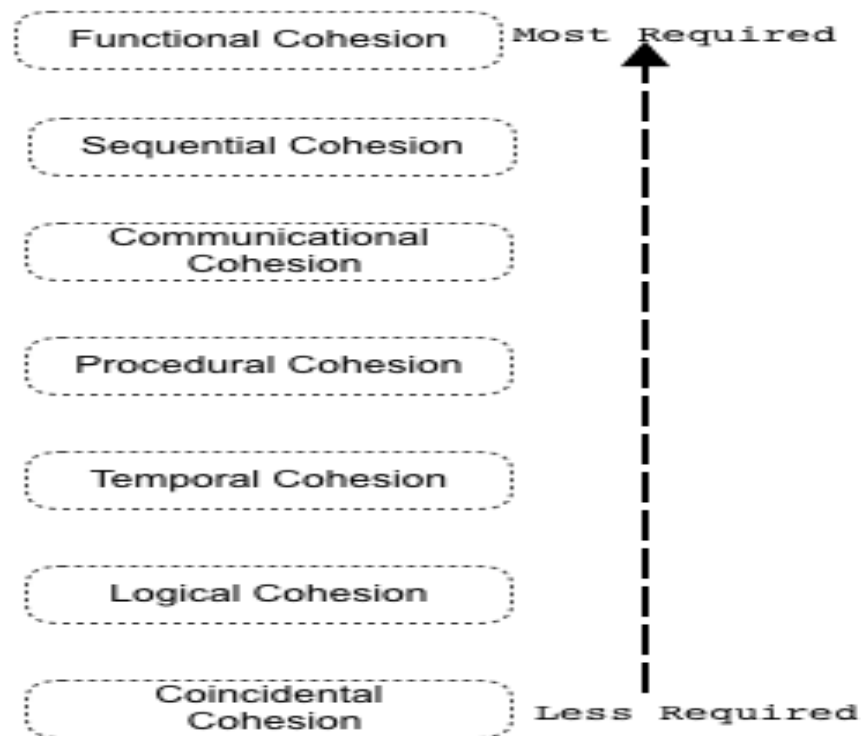 Functional Cohesion
Most Required
Sequential Cohesion
Communicational
Cohesion
Procedural Cohesion
Temporal Cohesion
Logical Cohesion
Coincidental
Cohesion
Less Required